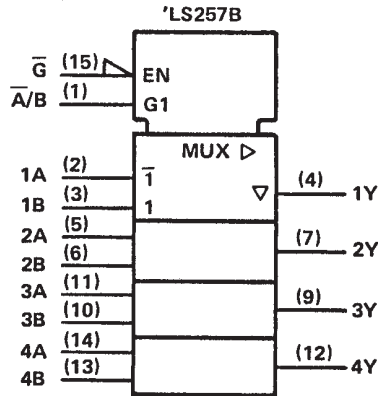 'LS257B
G̅ (15) EN
A̅/B (1) G1
MUX ▷
1A (2) 1̅
1B (3) 1 ▽ (4) 1Y
2A (5)
2B (6) (7) 2Y
3A (11)
3B (10) (9) 3Y
4A (14)
4B (13) (12) 4Y